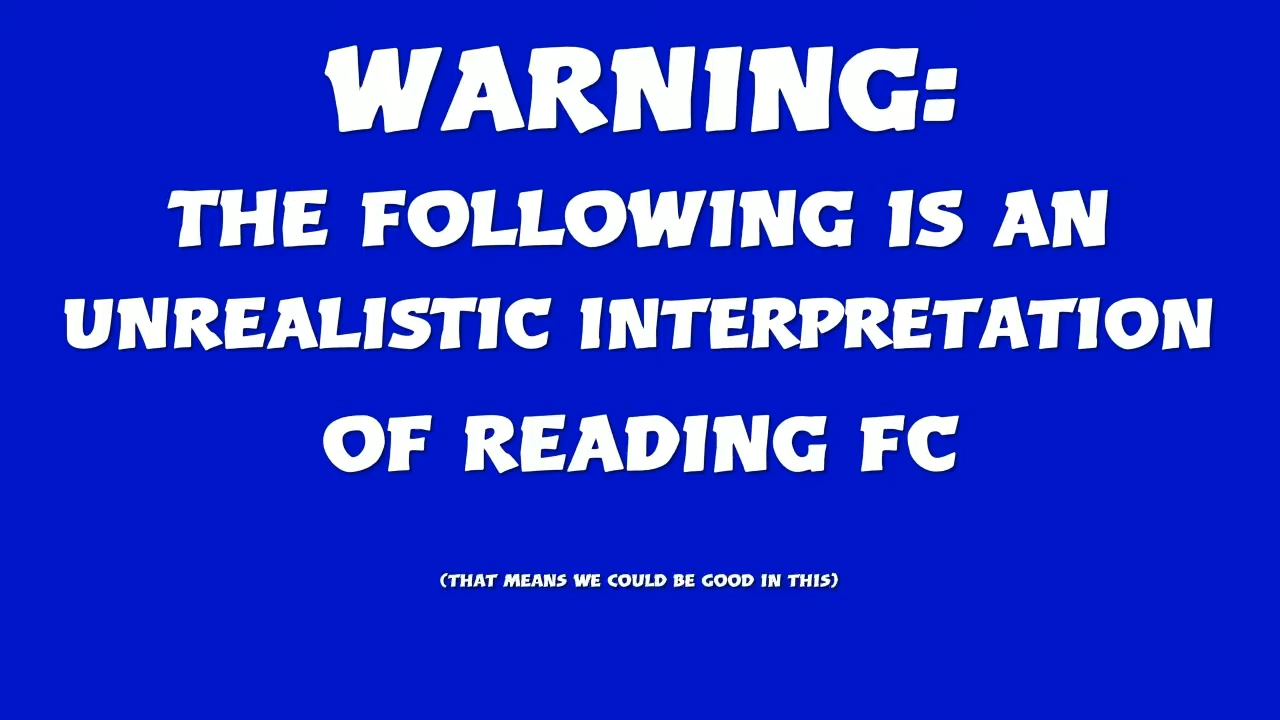 WARNING:
THE FOLLOWING IS AN
UNREALISTIC INTERPRETATION
OF READING FC
(THAT MEANS WE COULD BE GOOD IN THIS)